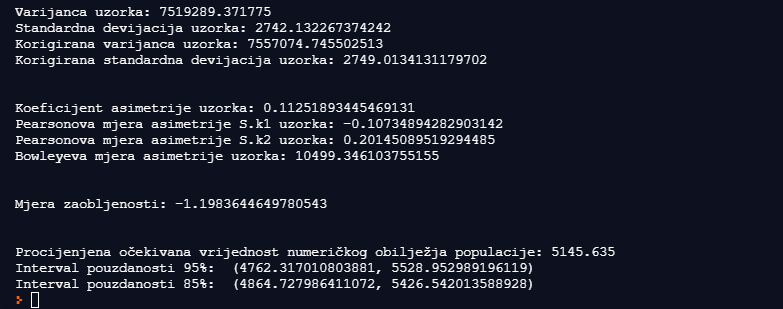 Varijanca uzorka: 7519289.371775
Standardna devijacija uzorka: 2742.132267374242
Korigirana varijanca uzorka: 7557074.745502513
Korigirana standardna devijacija uzorka: 2749.0134131179702
Koeficijent asimetrije uzorka: 0.11251893445469131
Pearsonova mjera asimetrije S.k1 uzorka: -0.10734894282903142
Pearsonova mjera asimetrije S.k2 uzorka: 0.20145089519294485
Bowleyeva mjera asimetrije uzorka: 10499.346103755155
Mjera zaobljenosti: -1.1983644649780543
Procijenjena očekivana vrijednost numeričkog obilježja populacije: 5145.635
Interval pouzdanosti 95%:  (4762.317010803881, 5528.952989196119)
Interval pouzdanosti 85%:  (4864.727986411072, 5426.542013588928)